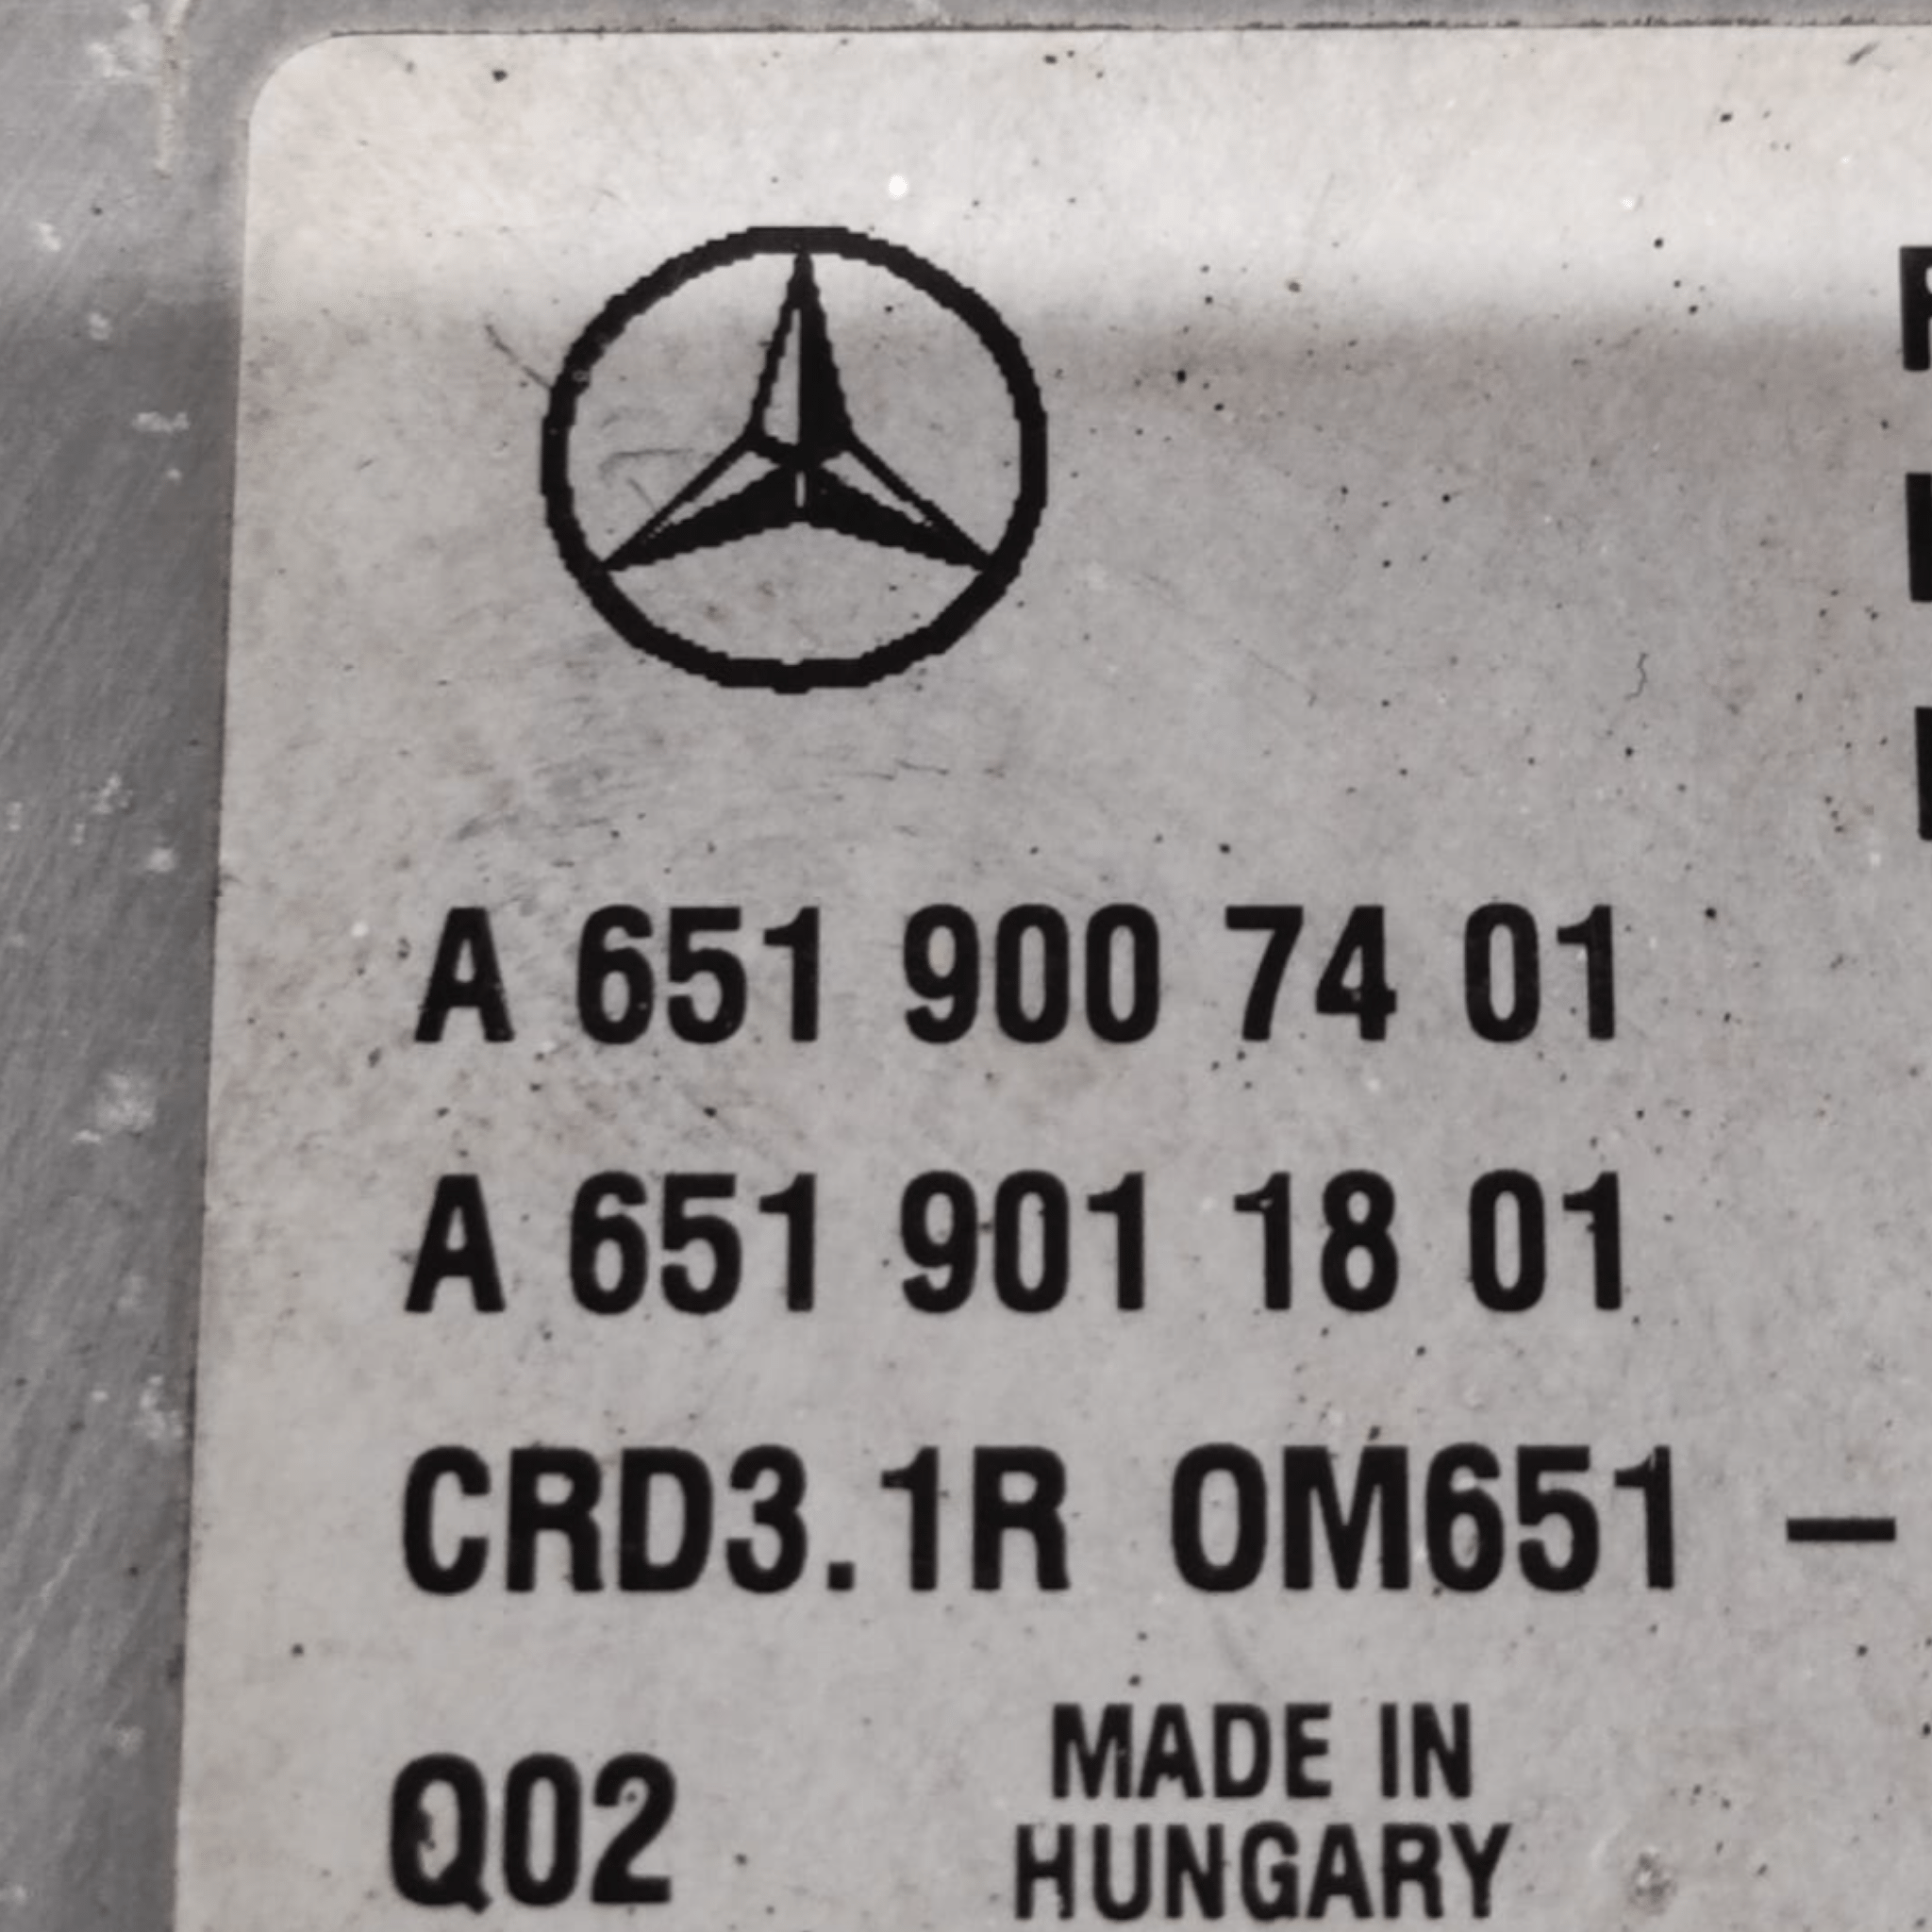 A 651 900 74 01
A 651 901 18 01
CRD3.1R OM651 –
Q02
MADE IN
HUNGARY